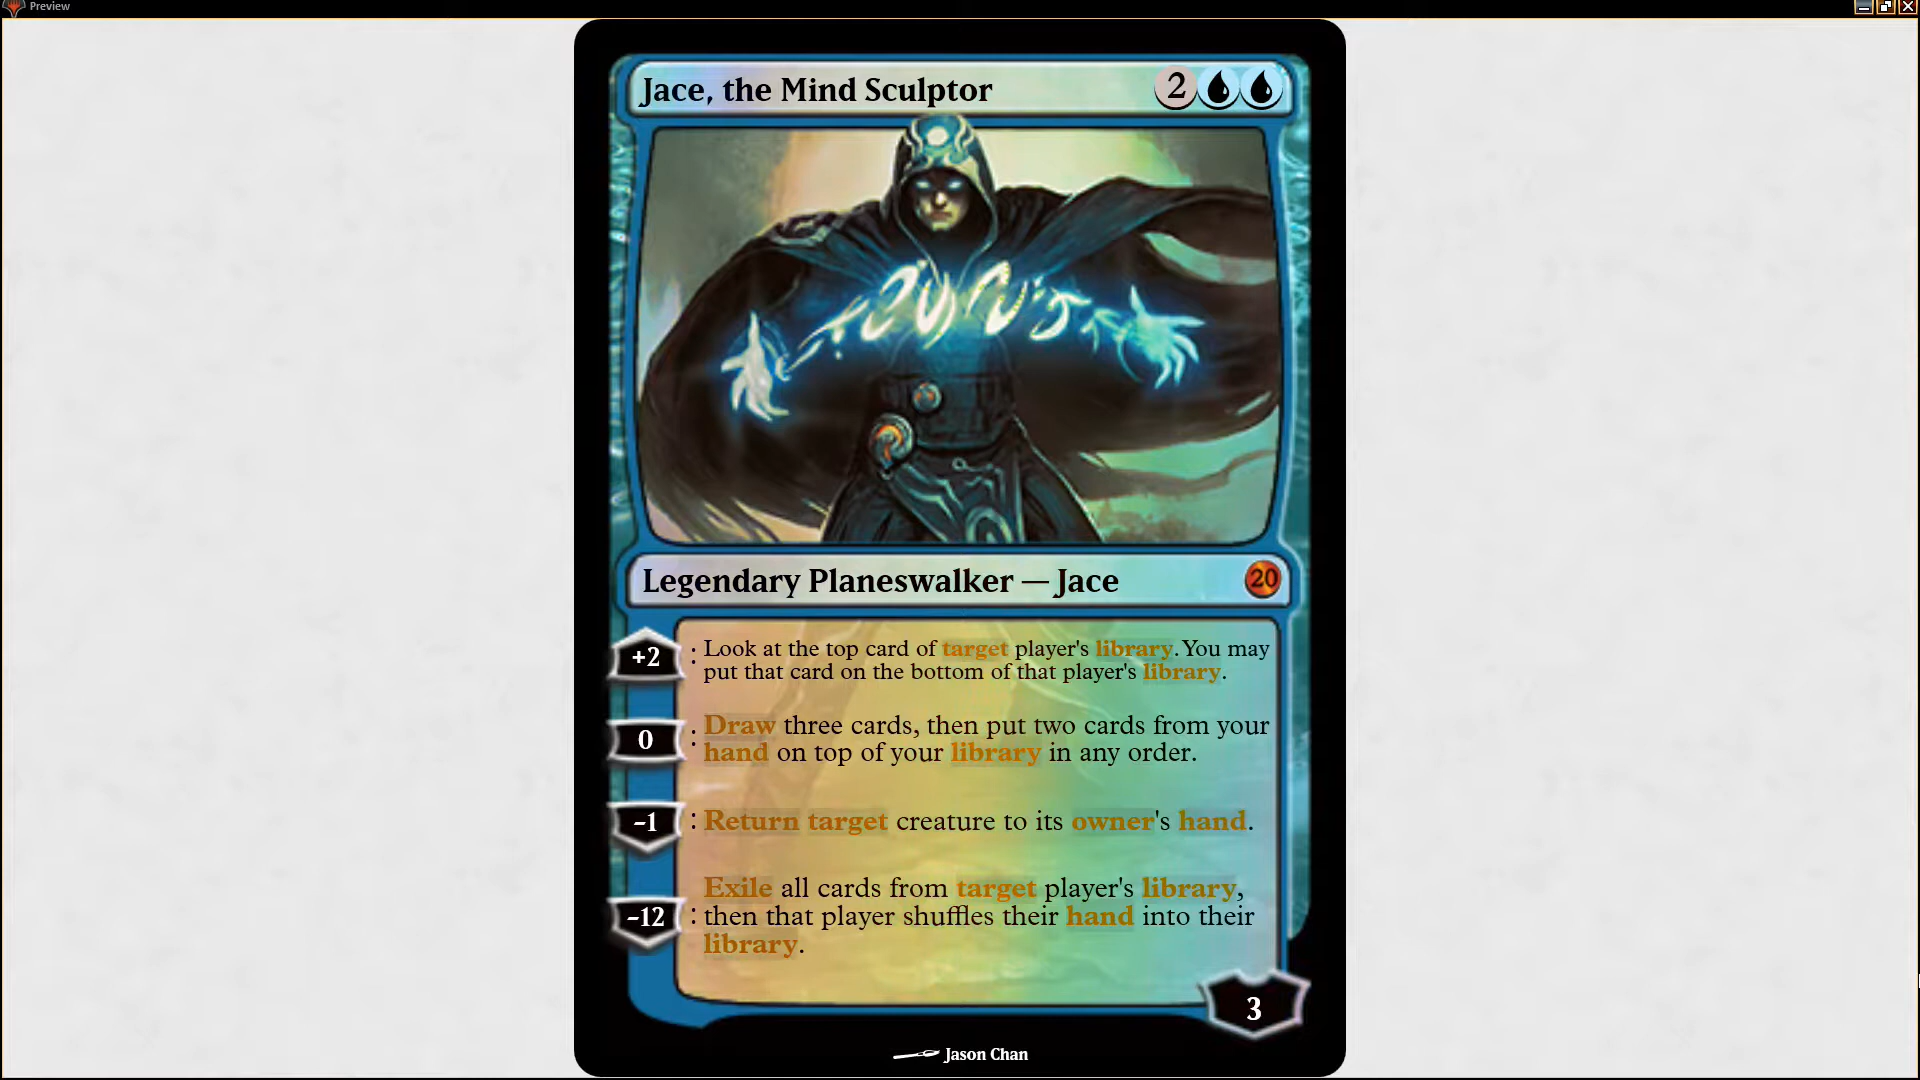 Preview
Jace, the Mind Sculptor
2
Legendary Planeswalker — Jace
20
+2 : Look at the top card of target player's library. You may
put that card on the bottom of that player's library.
0 : Draw three cards, then put two cards from your
hand on top of your library in any order.
−1 : Return target creature to its owner's hand.
Exile all cards from target player's library,
−12 : then that player shuffles their hand into their
library.
3
Jason Chan